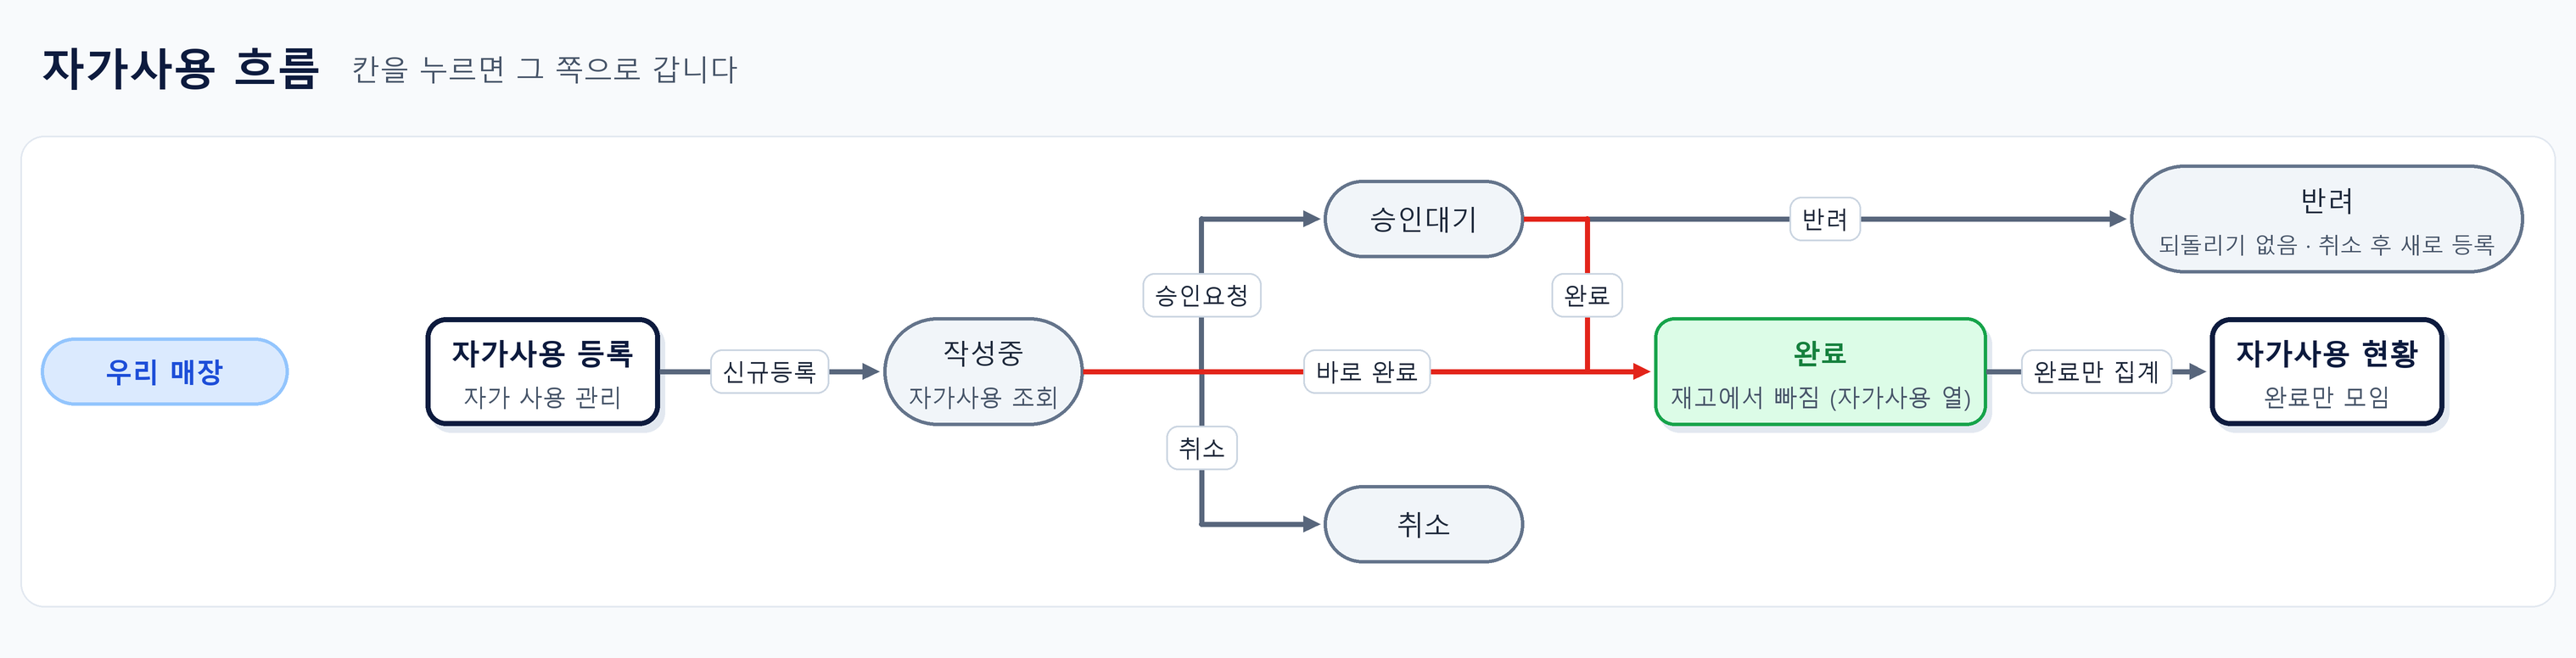 자가사용 흐름 칸을 누르면 그 쪽으로 갑니다
승인대기
반려
반려
되돌리기 없음 · 취소 후 새로 등록
승인요청
완료
우리 매장
자가사용 등록
자가 사용 관리
신규등록
작성중
자가사용 조회
바로 완료
완료
재고에서 빠짐 (자가사용 열)
완료만 집계
자가사용 현황
완료만 모임
취소
취소